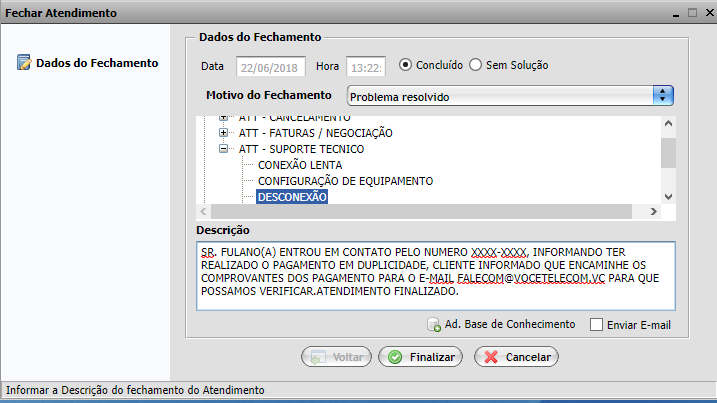 Fechar Atendimento
Dados do Fechamento
Dados do Fechamento
Data 22/06/2018 Hora 13:22: Concluído Sem Solução
Motivo do Fechamento Problema resolvido
ATT - CANCELAMENTO
ATT - FATURAS / NEGOCIAÇÃO
ATT - SUPORTE TECNICO
CONEXÃO LENTA
CONFIGURAÇÃO DE EQUIPAMENTO
DESCONEXÃO
Descrição
SR. FULANO(A) ENTROU EM CONTATO PELO NUMERO XXXX-XXXX, INFORMANDO TER
REALIZADO O PAGAMENTO EM DUPLICIDADE, CLIENTE INFORMADO QUE ENCAMINHE OS
COMPROVANTES DOS PAGAMENTO PARA O E-MAIL FALECOM@VOCETELECOM.VC PARA QUE
POSSAMOS VERIFICAR.ATENDIMENTO FINALIZADO.
Ad. Base de Conhecimento Enviar E-mail
Voltar Finalizar Cancelar
Informar a Descrição do fechamento do Atendimento